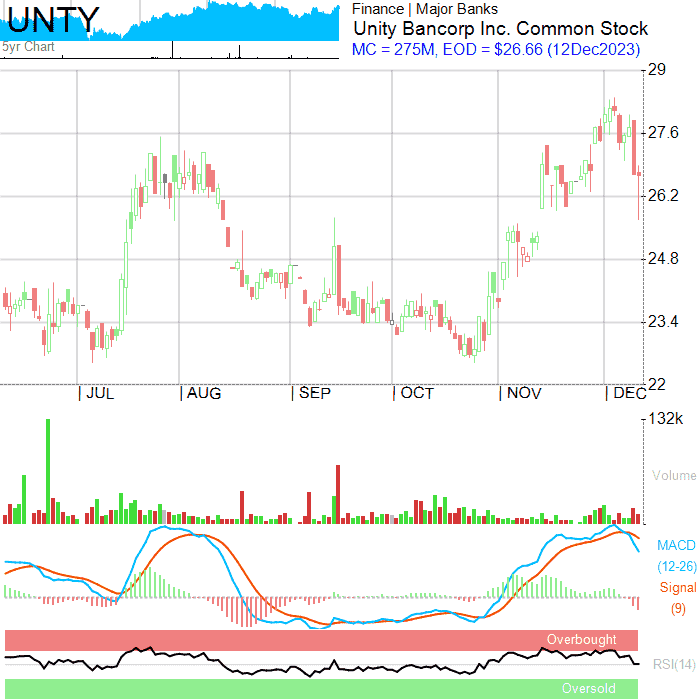 UNTY
5yr Chart
Finance | Major Banks
Unity Bancorp Inc. Common Stock
MC = 275M, EOD = $26.66 (12Dec2023)
29
27.6
26.2
24.8
23.4
22
| JUL | AUG | SEP | OCT | NOV | DEC
132k
Volume
MACD
(12-26)
Signal
(9)
Overbought
RSI(14)
Oversold